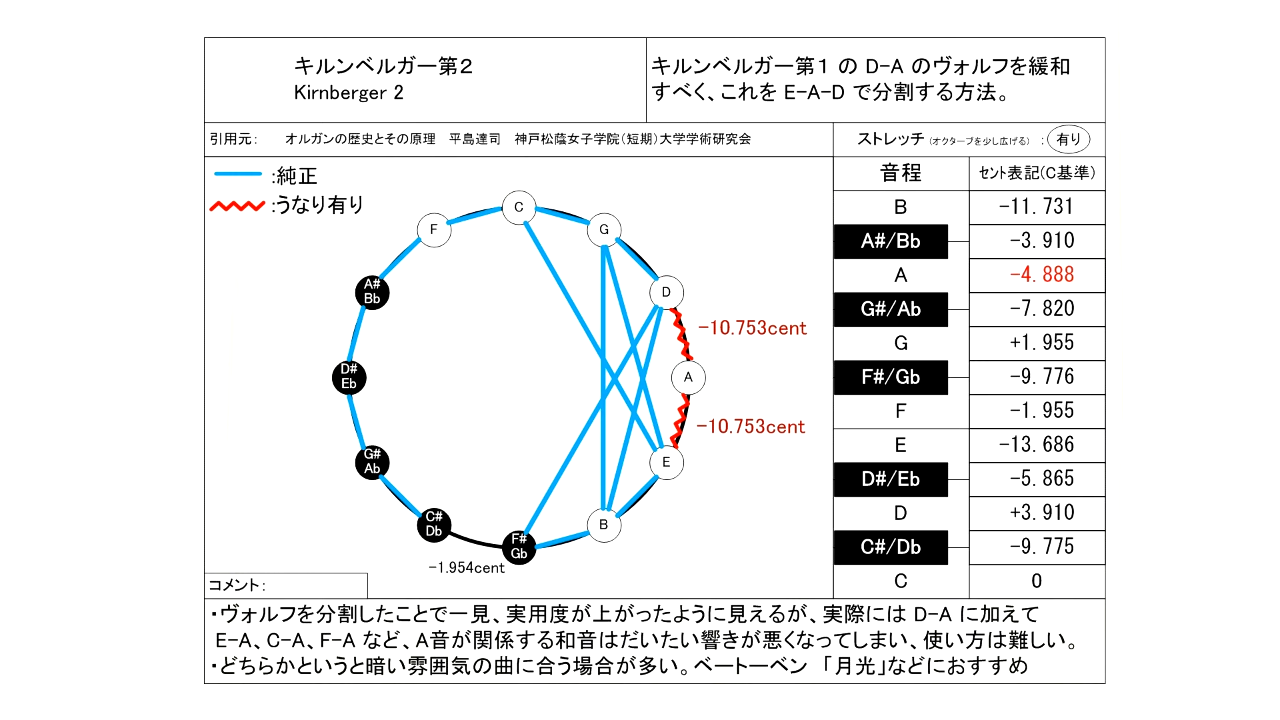 キルンベルガー第2
Kirnberger 2
キルンベルガー第1 の D-A のヴォルフを緩和
すべく、これを E-A-D で分割する方法。
引用元: オルガンの歴史とその原理 平島達司 神戸松蔭女子学院(短期)大学学術研究会
ストレッチ (オクターブを少し広げる) : 有り
:純正
:うなり有り
音程 セント表記(C基準)
B -11.731
A#/Bb -3.910
A -4.888
G#/Ab -7.820
G +1.955
F#/Gb -9.776
F -1.955
E -13.686
D#/Eb -5.865
D +3.910
C#/Db -9.775
C 0
C
G
D
A
E
B
F#
Gb
C#
Db
G#
Ab
D#
Eb
A#
Bb
F
-10.753cent
-10.753cent
-1.954cent
コメント:
・ヴォルフを分割したことで一見、実用度が上がったように見えるが、実際には D-A に加えて
E-A、C-A、F-A など、A音が関係する和音はだいたい響きが悪くなってしまい、使い方は難しい。
・どちらかというと暗い雰囲気の曲に合う場合が多い。ベートーベン 「月光」などにおすすめ